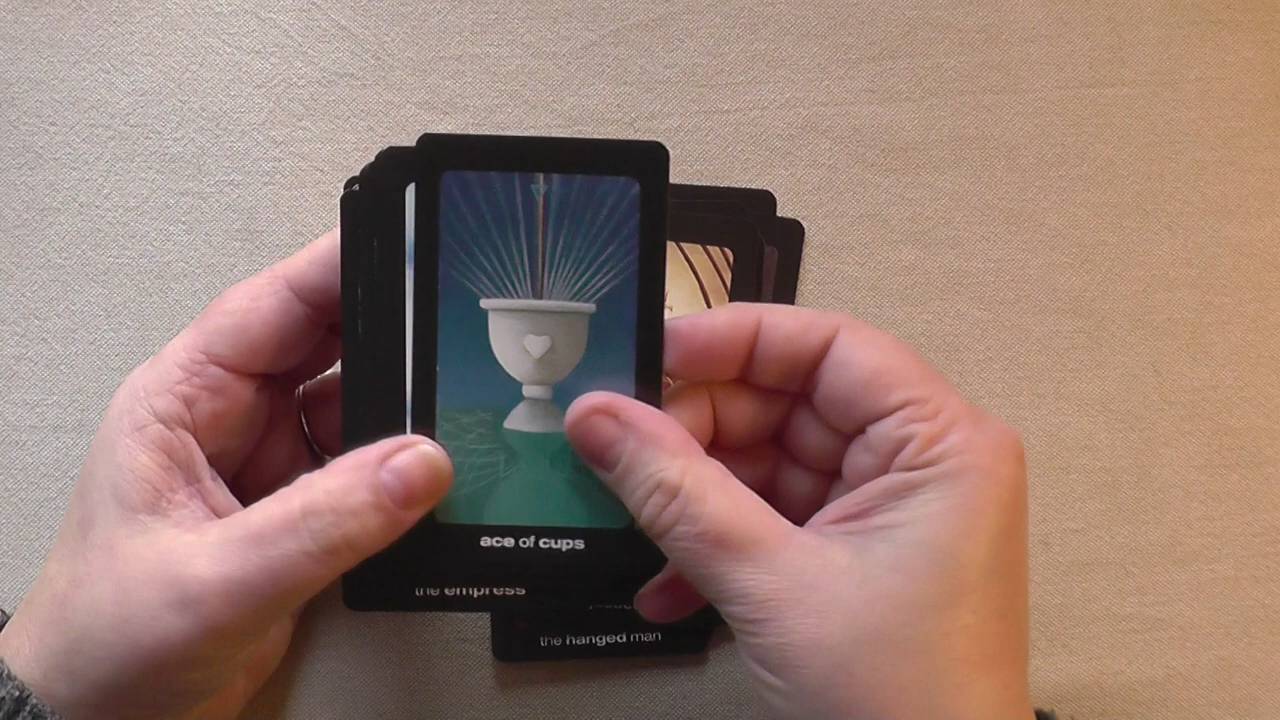 ace of cups
the empress
the hanged man